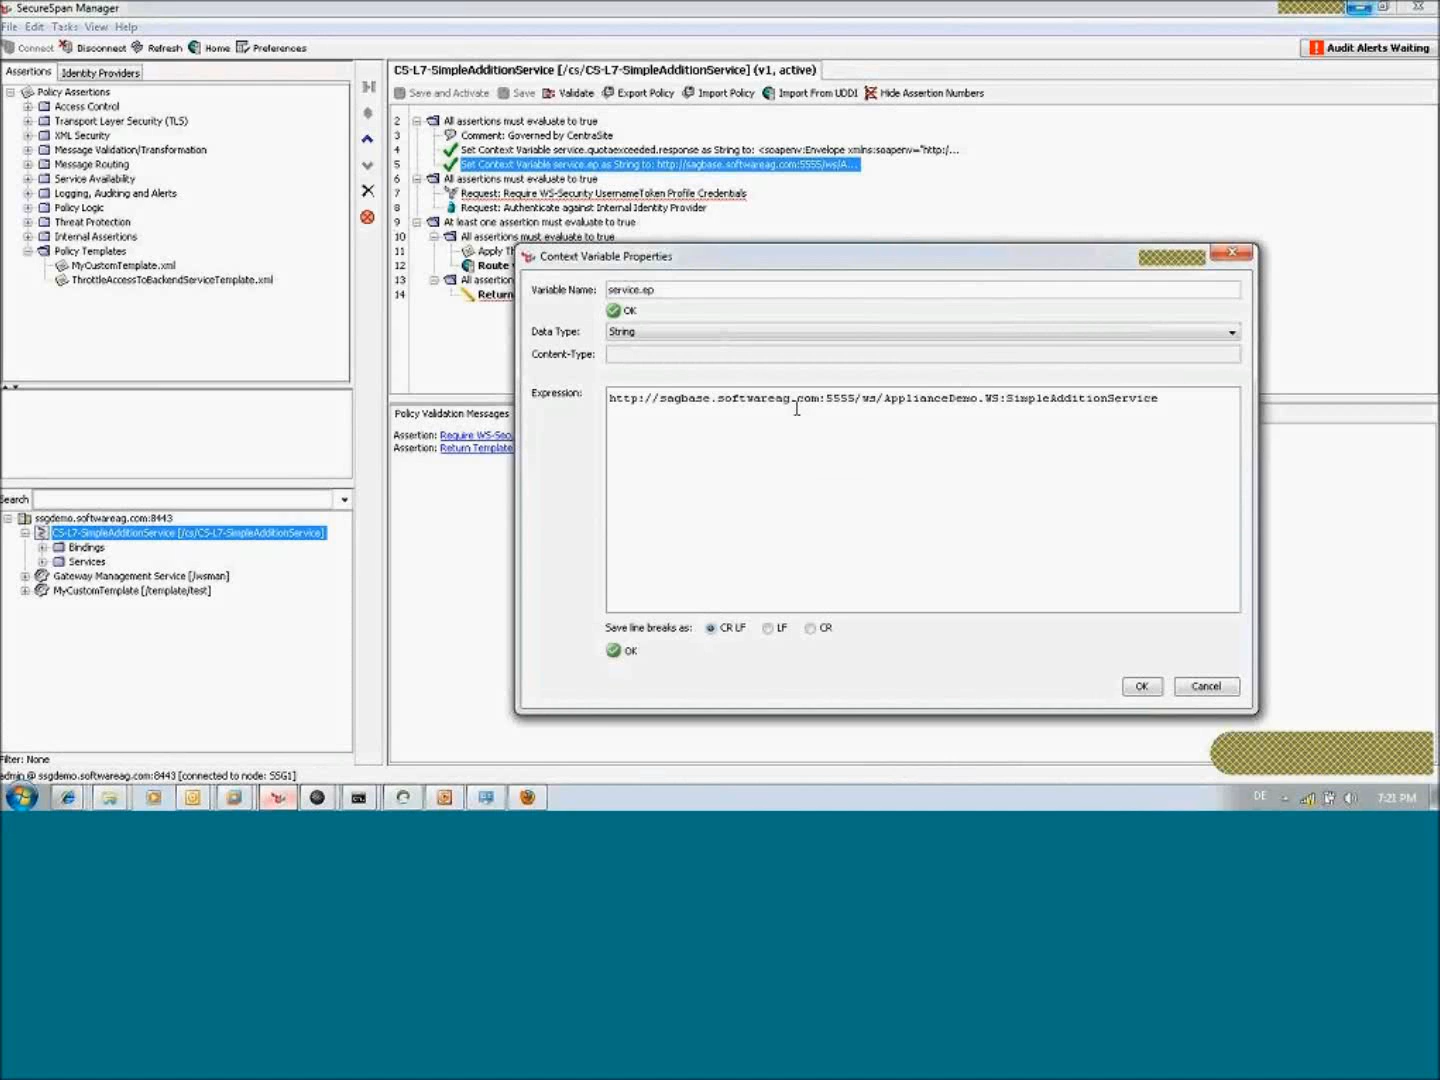 SecureSpan Manager
File Edit Tasks View Help
Connect Disconnect Refresh Home Preferences
Audit Alerts Waiting
Assertions Identity Providers
Policy Assertions
Access Control
Transport Layer Security (TLS)
XML Security
Message Validation/Transformation
Message Routing
Service Availability
Logging, Auditing and Alerts
Policy Logic
Threat Protection
Internal Assertions
Policy Templates
MyCustomTemplate.xml
ThrottleAccessToBackendServiceTemplate.xml
CS-L7-SimpleAdditionService [/cs/CS-L7-SimpleAdditionService] (v1, active)
Save and Activate Save Validate Export Policy Import Policy Import From UDDI Hide Assertion Numbers
2 All assertions must evaluate to true
3 Comment: Governed by CentraSite
4 Set Context Variable service.quotaexceeded.response as String to: <soapenv:Envelope xmlns:soapenv="http:/...
5 Set Context Variable service.ep as String to: http://sagbase.softwareag.com:5555/ws/A...
6 All assertions must evaluate to true
7 Request: Require WS-Security UsernameToken Profile Credentials
8 Request: Authenticate against Internal Identity Provider
9 At least one assertion must evaluate to true
10 All assertions must evaluate to true
11 Apply Th
12 Route
13 All assertion
14 Return
Policy Validation Messages
Assertion: Require WS-Sec
Assertion: Return Template
Context Variable Properties
Variable Name: service.ep
OK
Data Type: String
Content-Type:
Expression: http://sagbase.softwareag.com:5555/ws/ApplianceDemo.WS:SimpleAdditionService
Save line breaks as: CR LF LF CR
OK
OK Cancel
Search
ssgdemo.softwareag.com:8443
CS-L7-SimpleAdditionService [/cs/CS-L7-SimpleAdditionService]
Bindings
Services
Gateway Management Service [/wsman]
MyCustomTemplate [/template/test]
Filter: None
admin @ ssgdemo.softwareag.com:8443 [connected to node: SSG1]
DE 7:21 PM